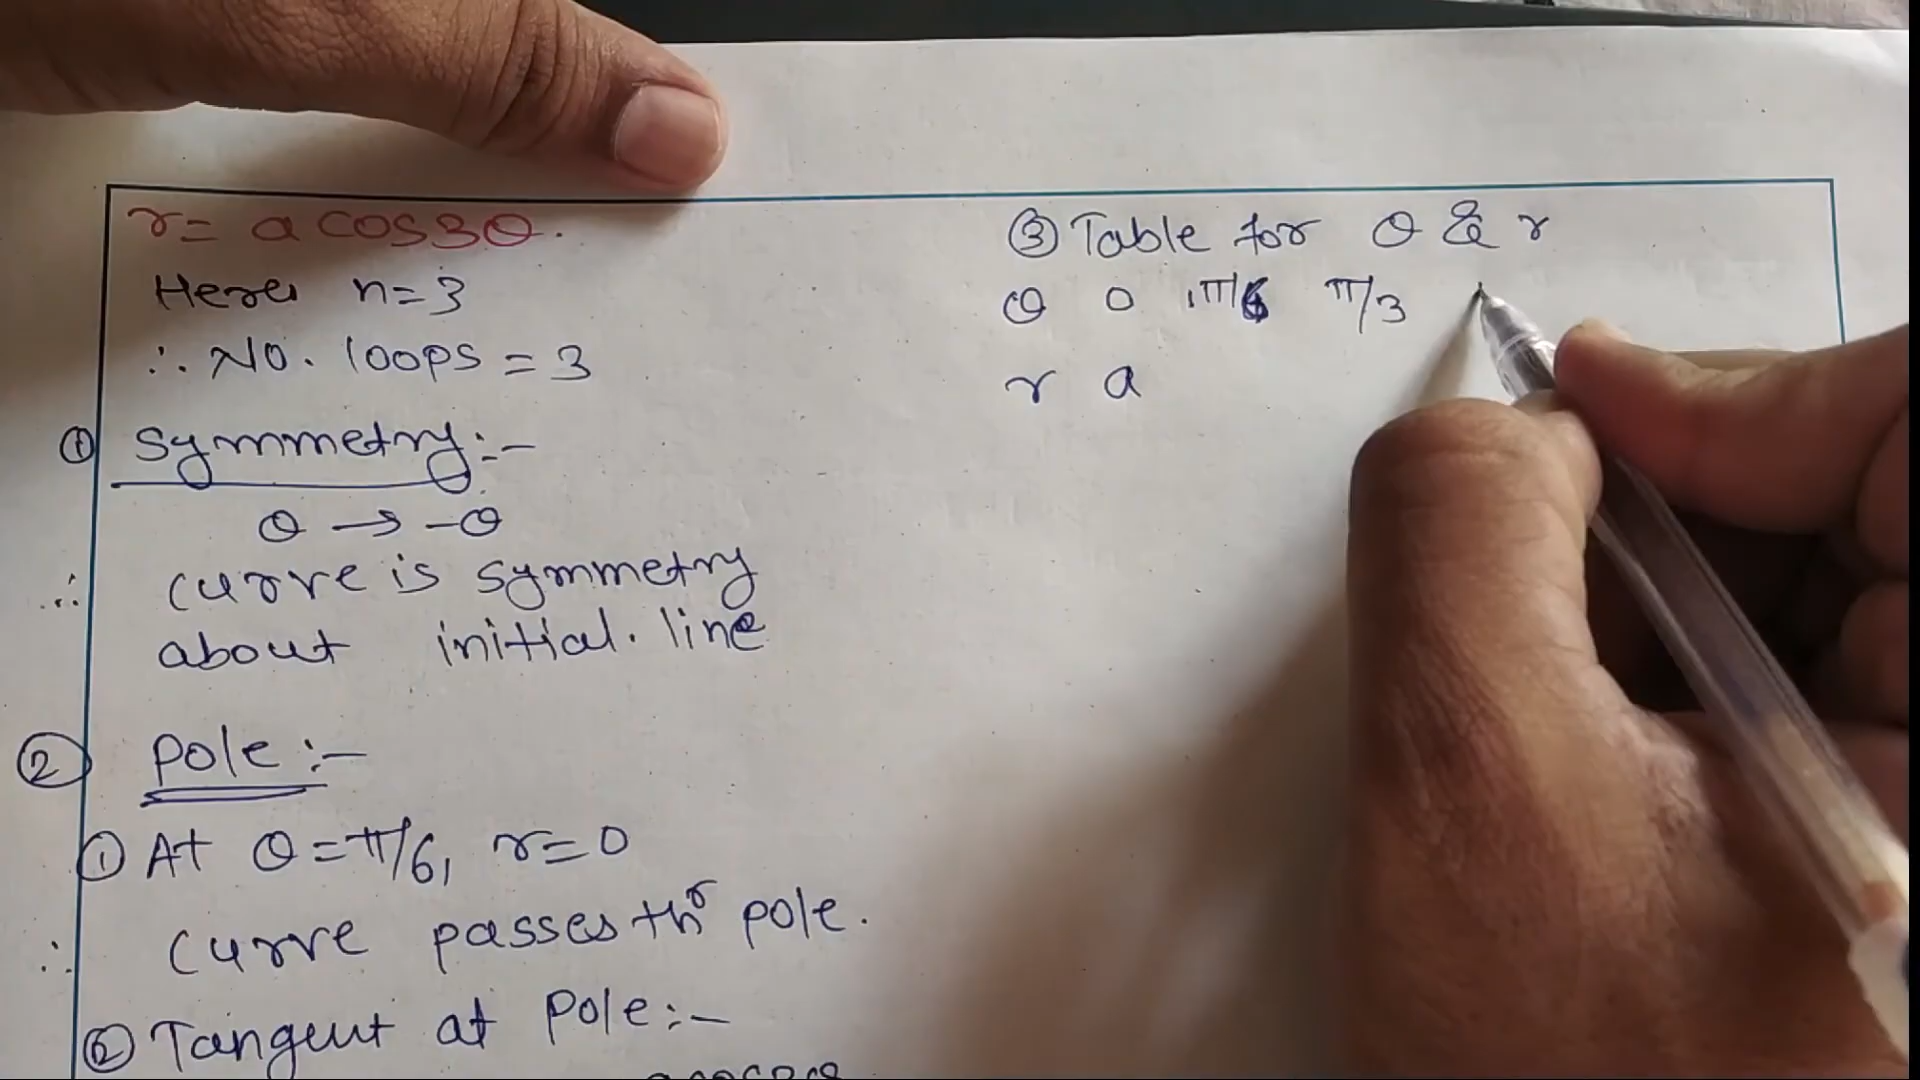 r= a cos3θ.
Here n=3
∴ No. loops = 3
① Symmetry:-
θ → -θ
∴ curve is symmetry
about initial. line
② Pole:-
① At θ=π/6, r=0
∴ curve passes thr pole.
② Tangent at Pole:-
③ Table for θ & r
θ 0 π/6 π/3
r a